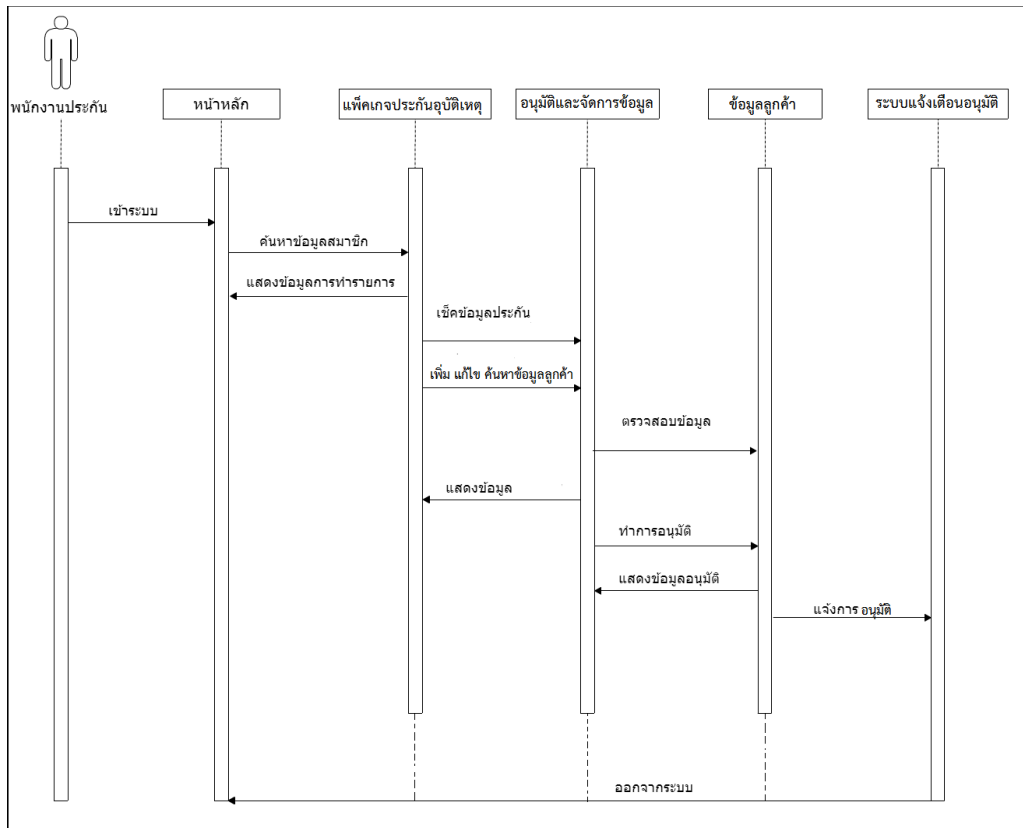 พนักงานประกัน
หน้าหลัก
แพ็คเกจประกันอุบัติเหตุ
อนุมัติและจัดการข้อมูล
ข้อมูลลูกค้า
ระบบแจ้งเตือนอนุมัติ
เข้าระบบ
ค้นหาข้อมูลสมาชิก
แสดงข้อมูลการทำรายการ
เช็คข้อมูลประกัน
เพิ่ม แก้ไข ค้นหาข้อมูลลูกค้า
ตรวจสอบข้อมูล
แสดงข้อมูล
ทำการอนุมัติ
แสดงข้อมูลอนุมัติ
แจ้งการ อนุมัติ
ออกจากระบบ